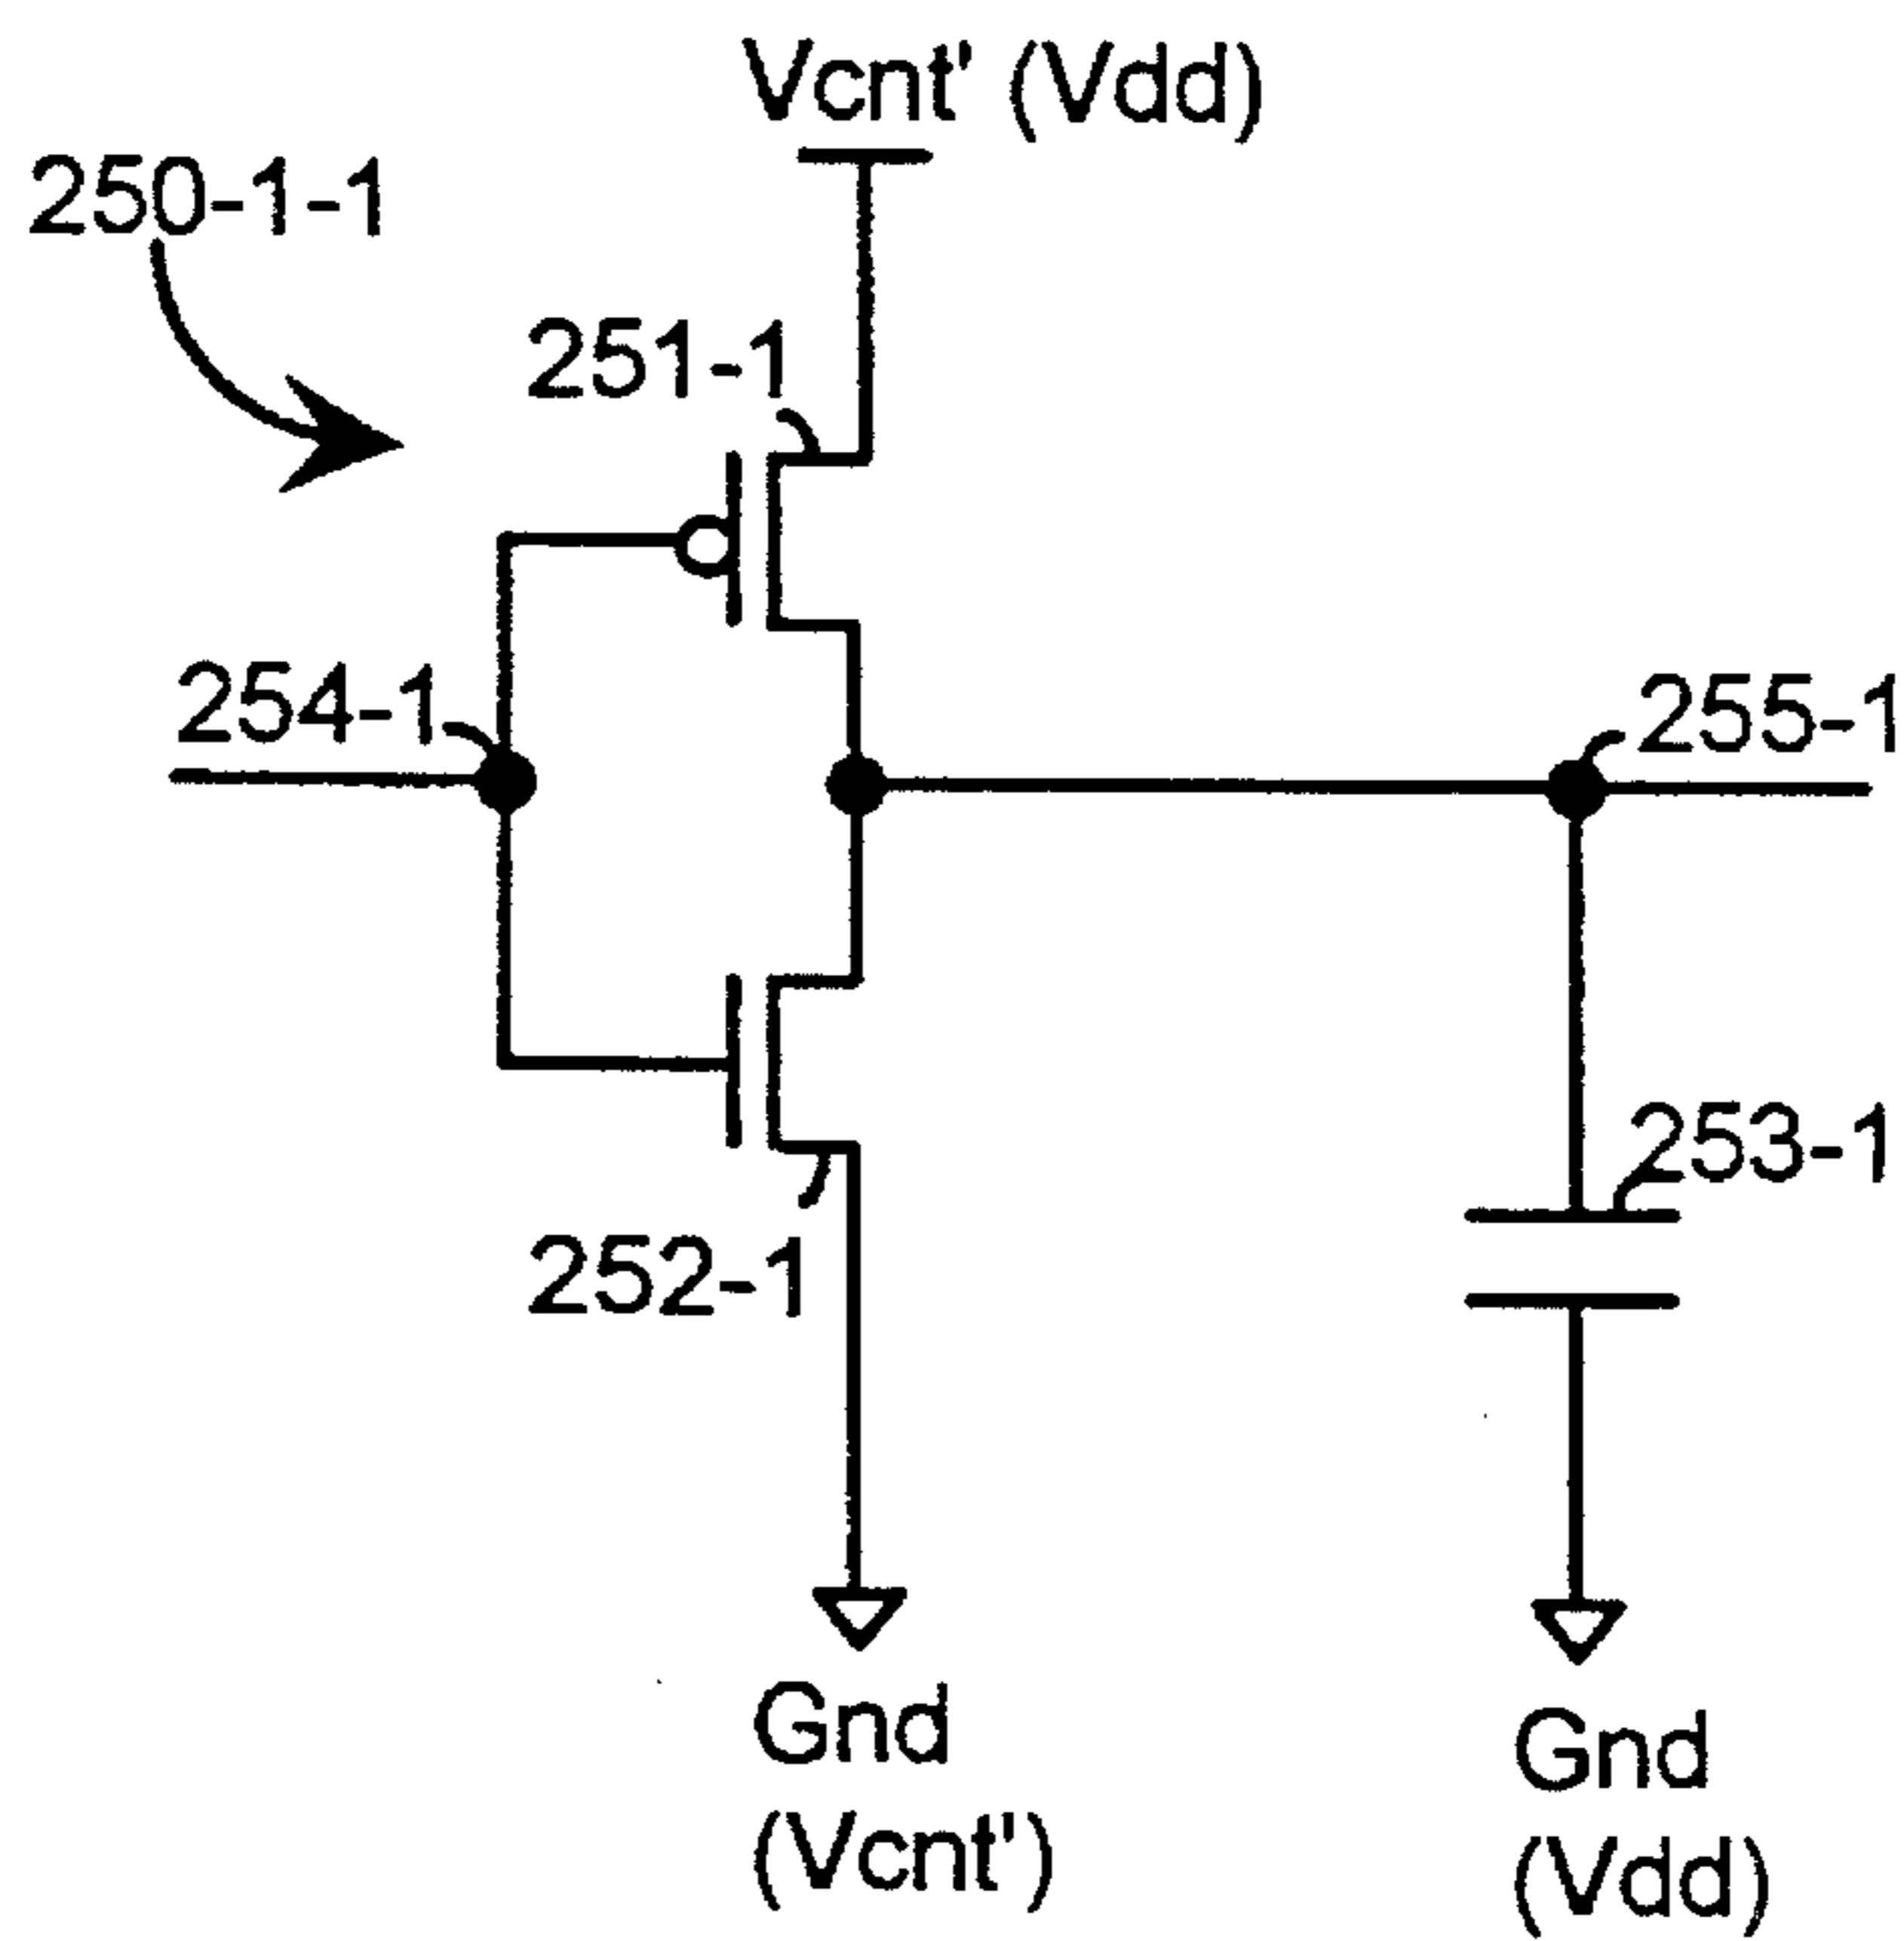 Vcnt' (Vdd)
250-1-1
251-1
254-1
255-1
253-1
252-1
Gnd
(Vcnt')
Gnd
(Vdd)